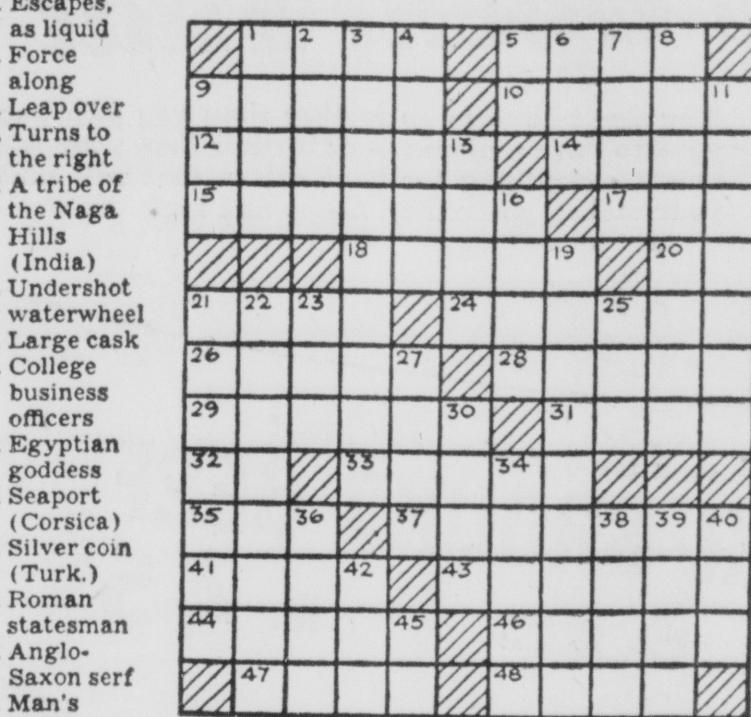 Escapes,
as liquid
Force
along
Leap over
Turns to
the right
A tribe of
the Naga
Hills
(India)
Undershot
waterwheel
Large cask
College
business
officers
Egyptian
goddess
Seaport
(Corsica)
Silver coin
(Turk.)
Roman
statesman
Anglo-
Saxon serf
Man's
1 2 3 4 5 6 7 8
9 10 11
12 13 14
15 16 17
18 19 20
21 22 23 24 25
26 27 28
29 30 31
32 33 34
35 36 37 38 39 40
41 42 43
44 45 46
47 48